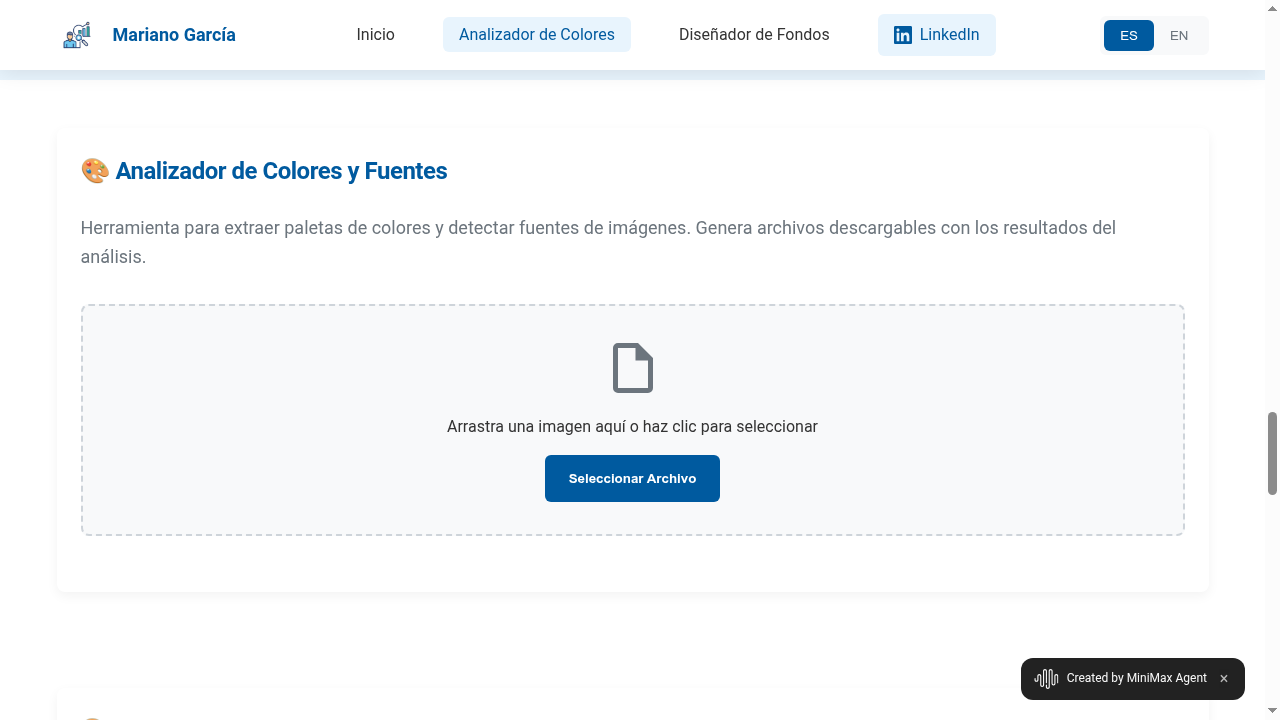 Mariano García
Inicio
Analizador de Colores
Diseñador de Fondos
LinkedIn
ES
EN
Analizador de Colores y Fuentes
Herramienta para extraer paletas de colores y detectar fuentes de imágenes. Genera archivos descargables con los resultados del
análisis.
Arrastra una imagen aquí o haz clic para seleccionar
Seleccionar Archivo
Created by MiniMax Agent ×